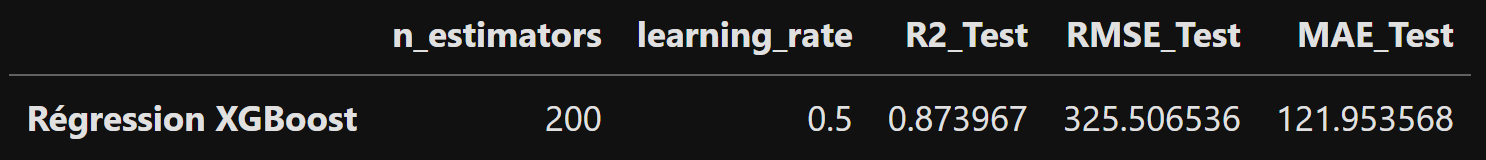 n_estimators learning_rate R2_Test RMSE_Test MAE_Test
Régression XGBoost 200 0.5 0.873967 325.506536 121.953568